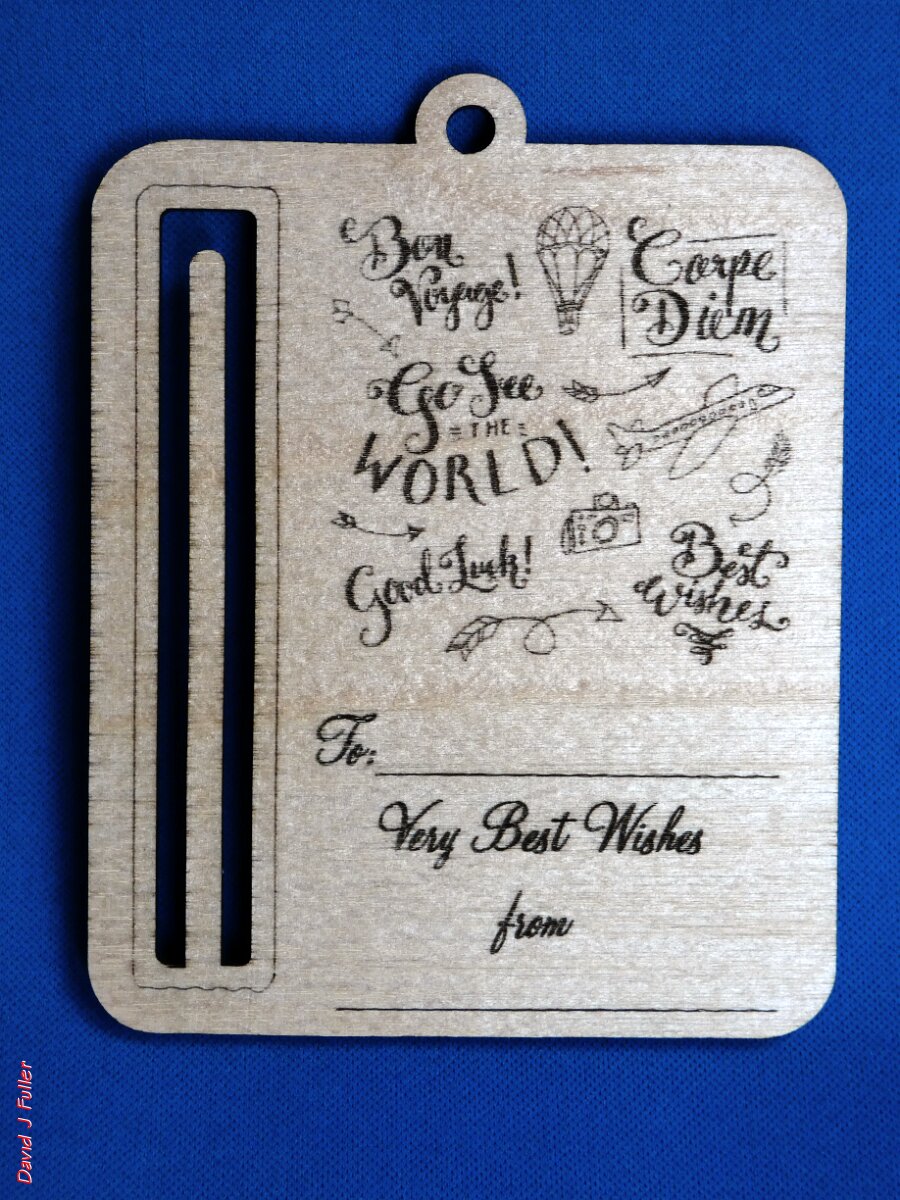 Bon
Voyage!
Carpe
Diem
Go See
THE
WORLD!
Good Luck!
Best
Wishes
To:
Very Best Wishes
from
David J Fuller